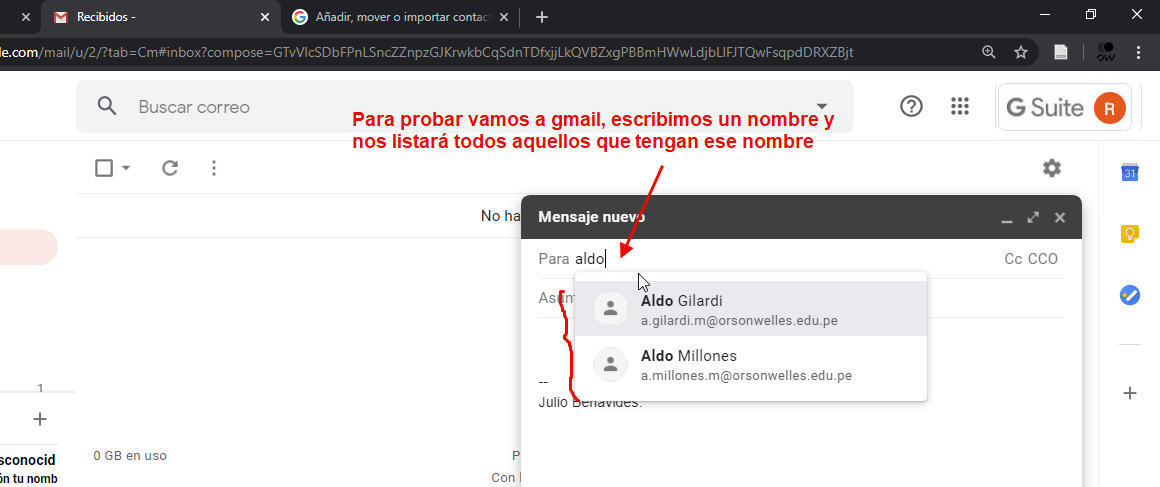 Recibidos -
Añadir, mover o importar contact
le.com/mail/u/2/?tab=Cm#inbox?compose=
Buscar correo
G Suite
R
Para probar vamos a gmail, escribimos un nombre y
nos listará todos aquellos que tengan ese nombre
31
No ha
Mensaje nuevo
Para aldo
Cc CCO
Asunt
Aldo Gilardi
a.gilardi.m@orsonwelles.edu.pe
Aldo Millones
a.millones.m@orsonwelles.edu.pe
--
Julio Benavides.
1
sconocid
ón tu nomb
0 GB en uso
P
Con